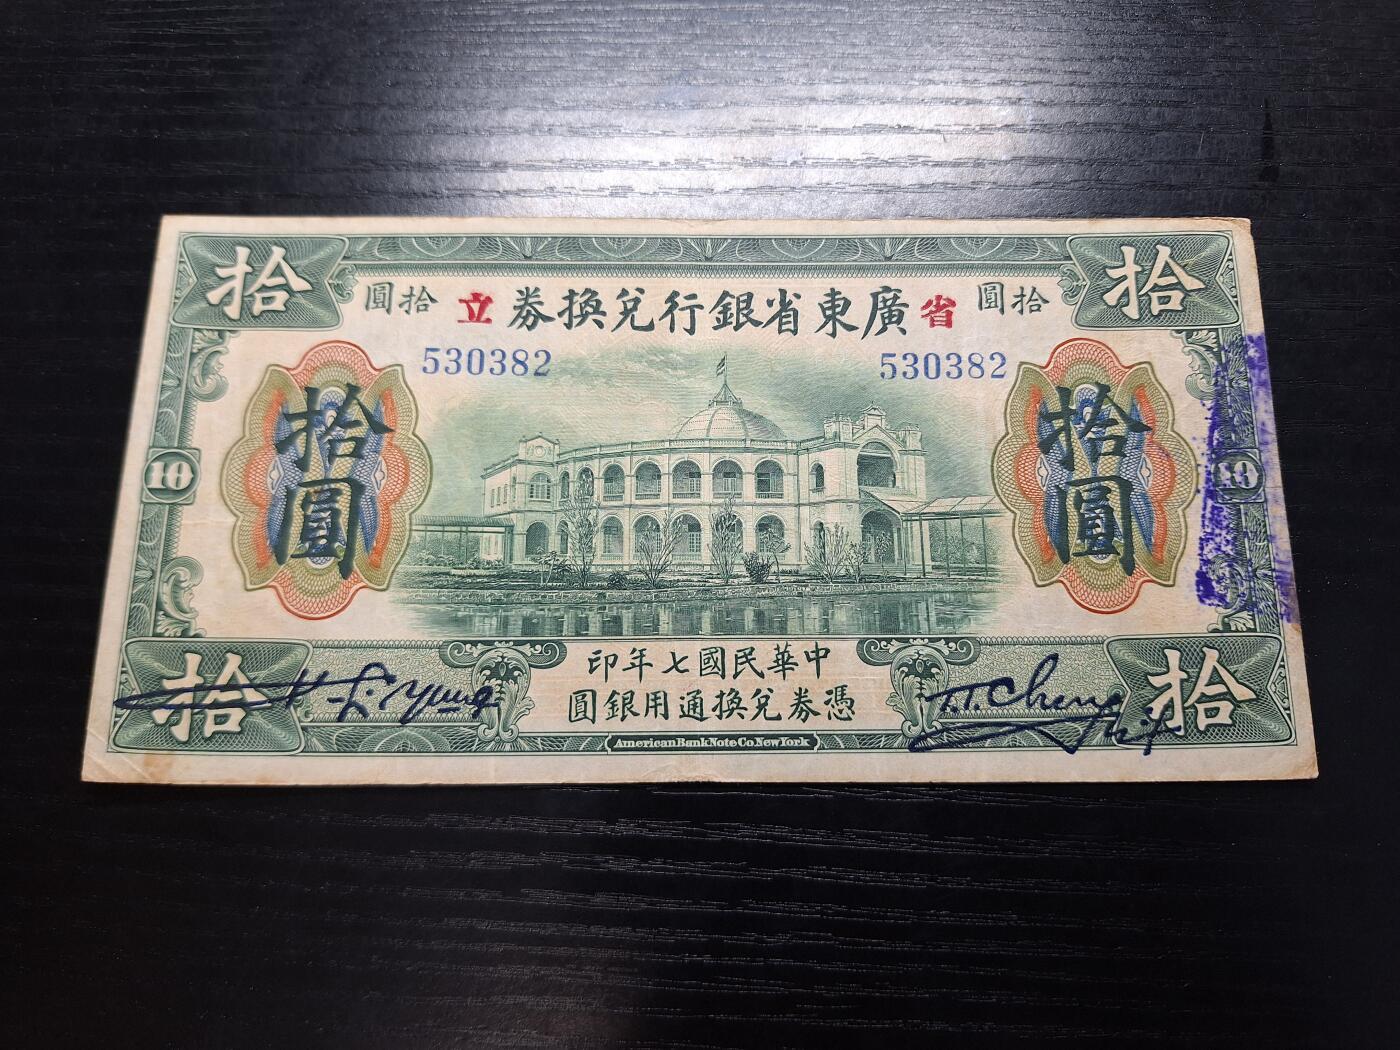 拾 拾
拾圓 省 廣東省銀行兌換券 立 拾圓
530382 530382
拾圓 拾圓
10 10
中華民國七年印
憑券兌換通用銀圓
拾 拾
American Bank Note Co. New York